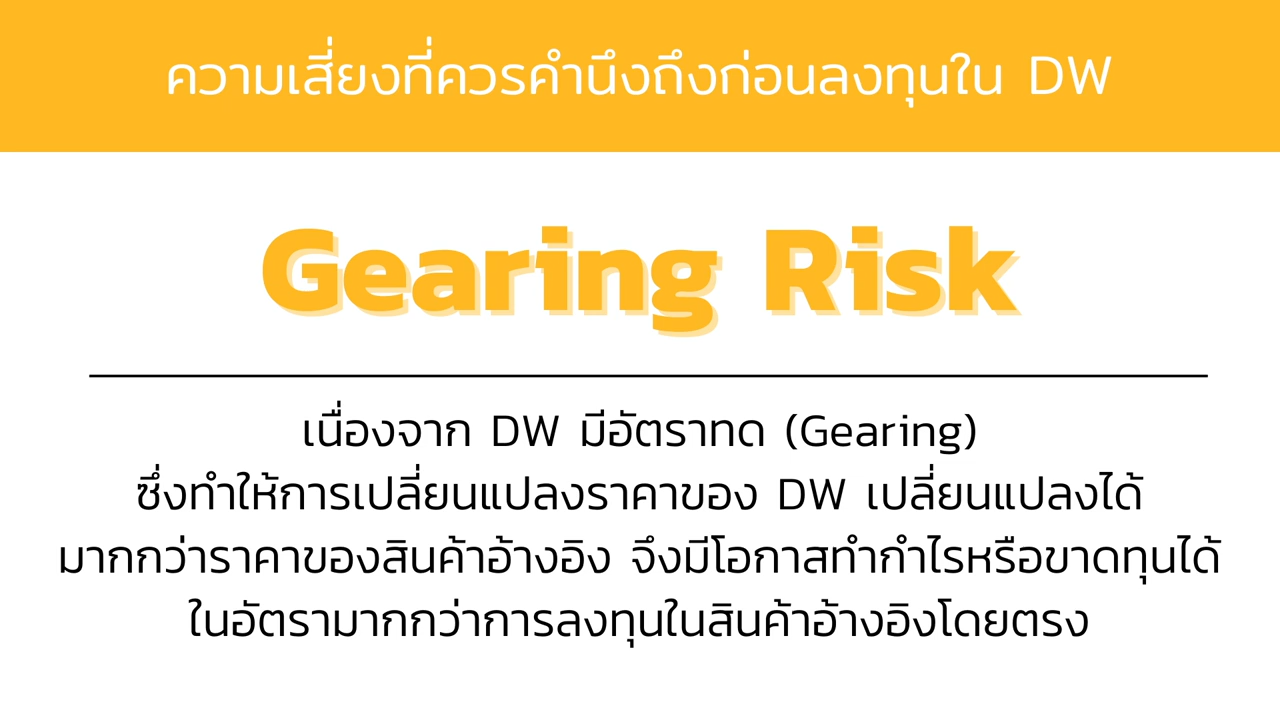 ความเสี่ยงที่ควรคำนึงถึงก่อนลงทุนใน DW
Gearing Risk
เนื่องจาก DW มีอัตราทด (Gearing)
ซึ่งทำให้การเปลี่ยนแปลงราคาของ DW เปลี่ยนแปลงได้
มากกว่าราคาของสินค้าอ้างอิง จึงมีโอกาสทำกำไรหรือขาดทุนได้
ในอัตรามากกว่าการลงทุนในสินค้าอ้างอิงโดยตรง